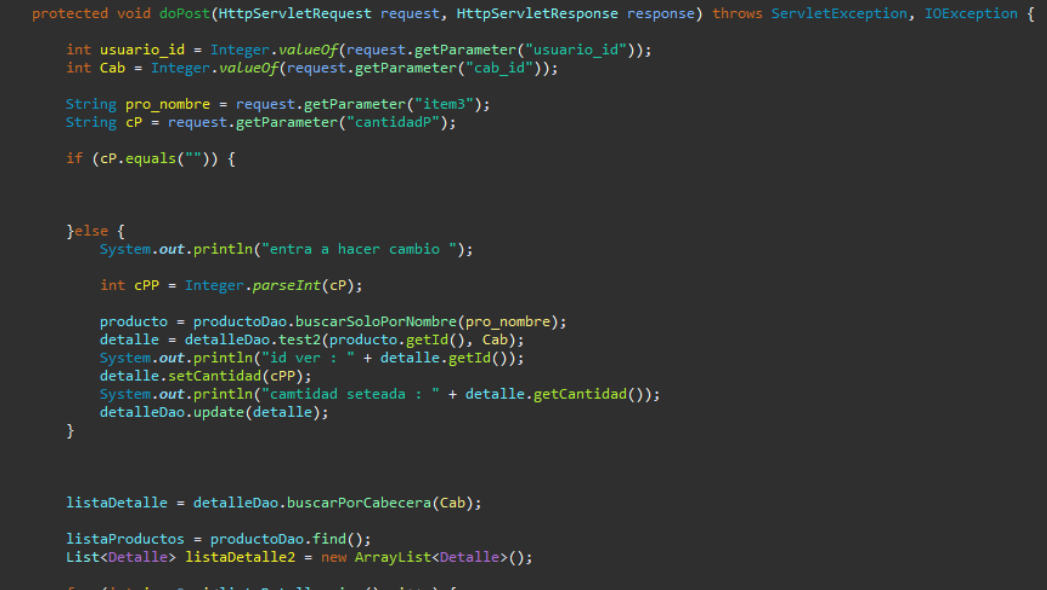 protected void doPost(HttpServletRequest request, HttpServletResponse response) throws ServletException, IOException {
int usuario_id = Integer.valueOf(request.getParameter("usuario_id"));
int Cab = Integer.valueOf(request.getParameter("cab_id"));
String pro_nombre = request.getParameter("item3");
String cP = request.getParameter("cantidadP");
if (cP.equals("")) {
}else {
System.out.println("entra a hacer cambio ");
int cPP = Integer.parseInt(cP);
producto = productoDao.buscarSoloPorNombre(pro_nombre);
detalle = detalleDao.test2(producto.getId(), Cab);
System.out.println("id ver : " + detalle.getId());
detalle.setCantidad(cPP);
System.out.println("camtidad seteada : " + detalle.getCantidad());
detalleDao.update(detalle);
}
listaDetalle = detalleDao.buscarPorCabecera(Cab);
listaProductos = productoDao.find();
List<Detalle> listaDetalle2 = new ArrayList<Detalle>();